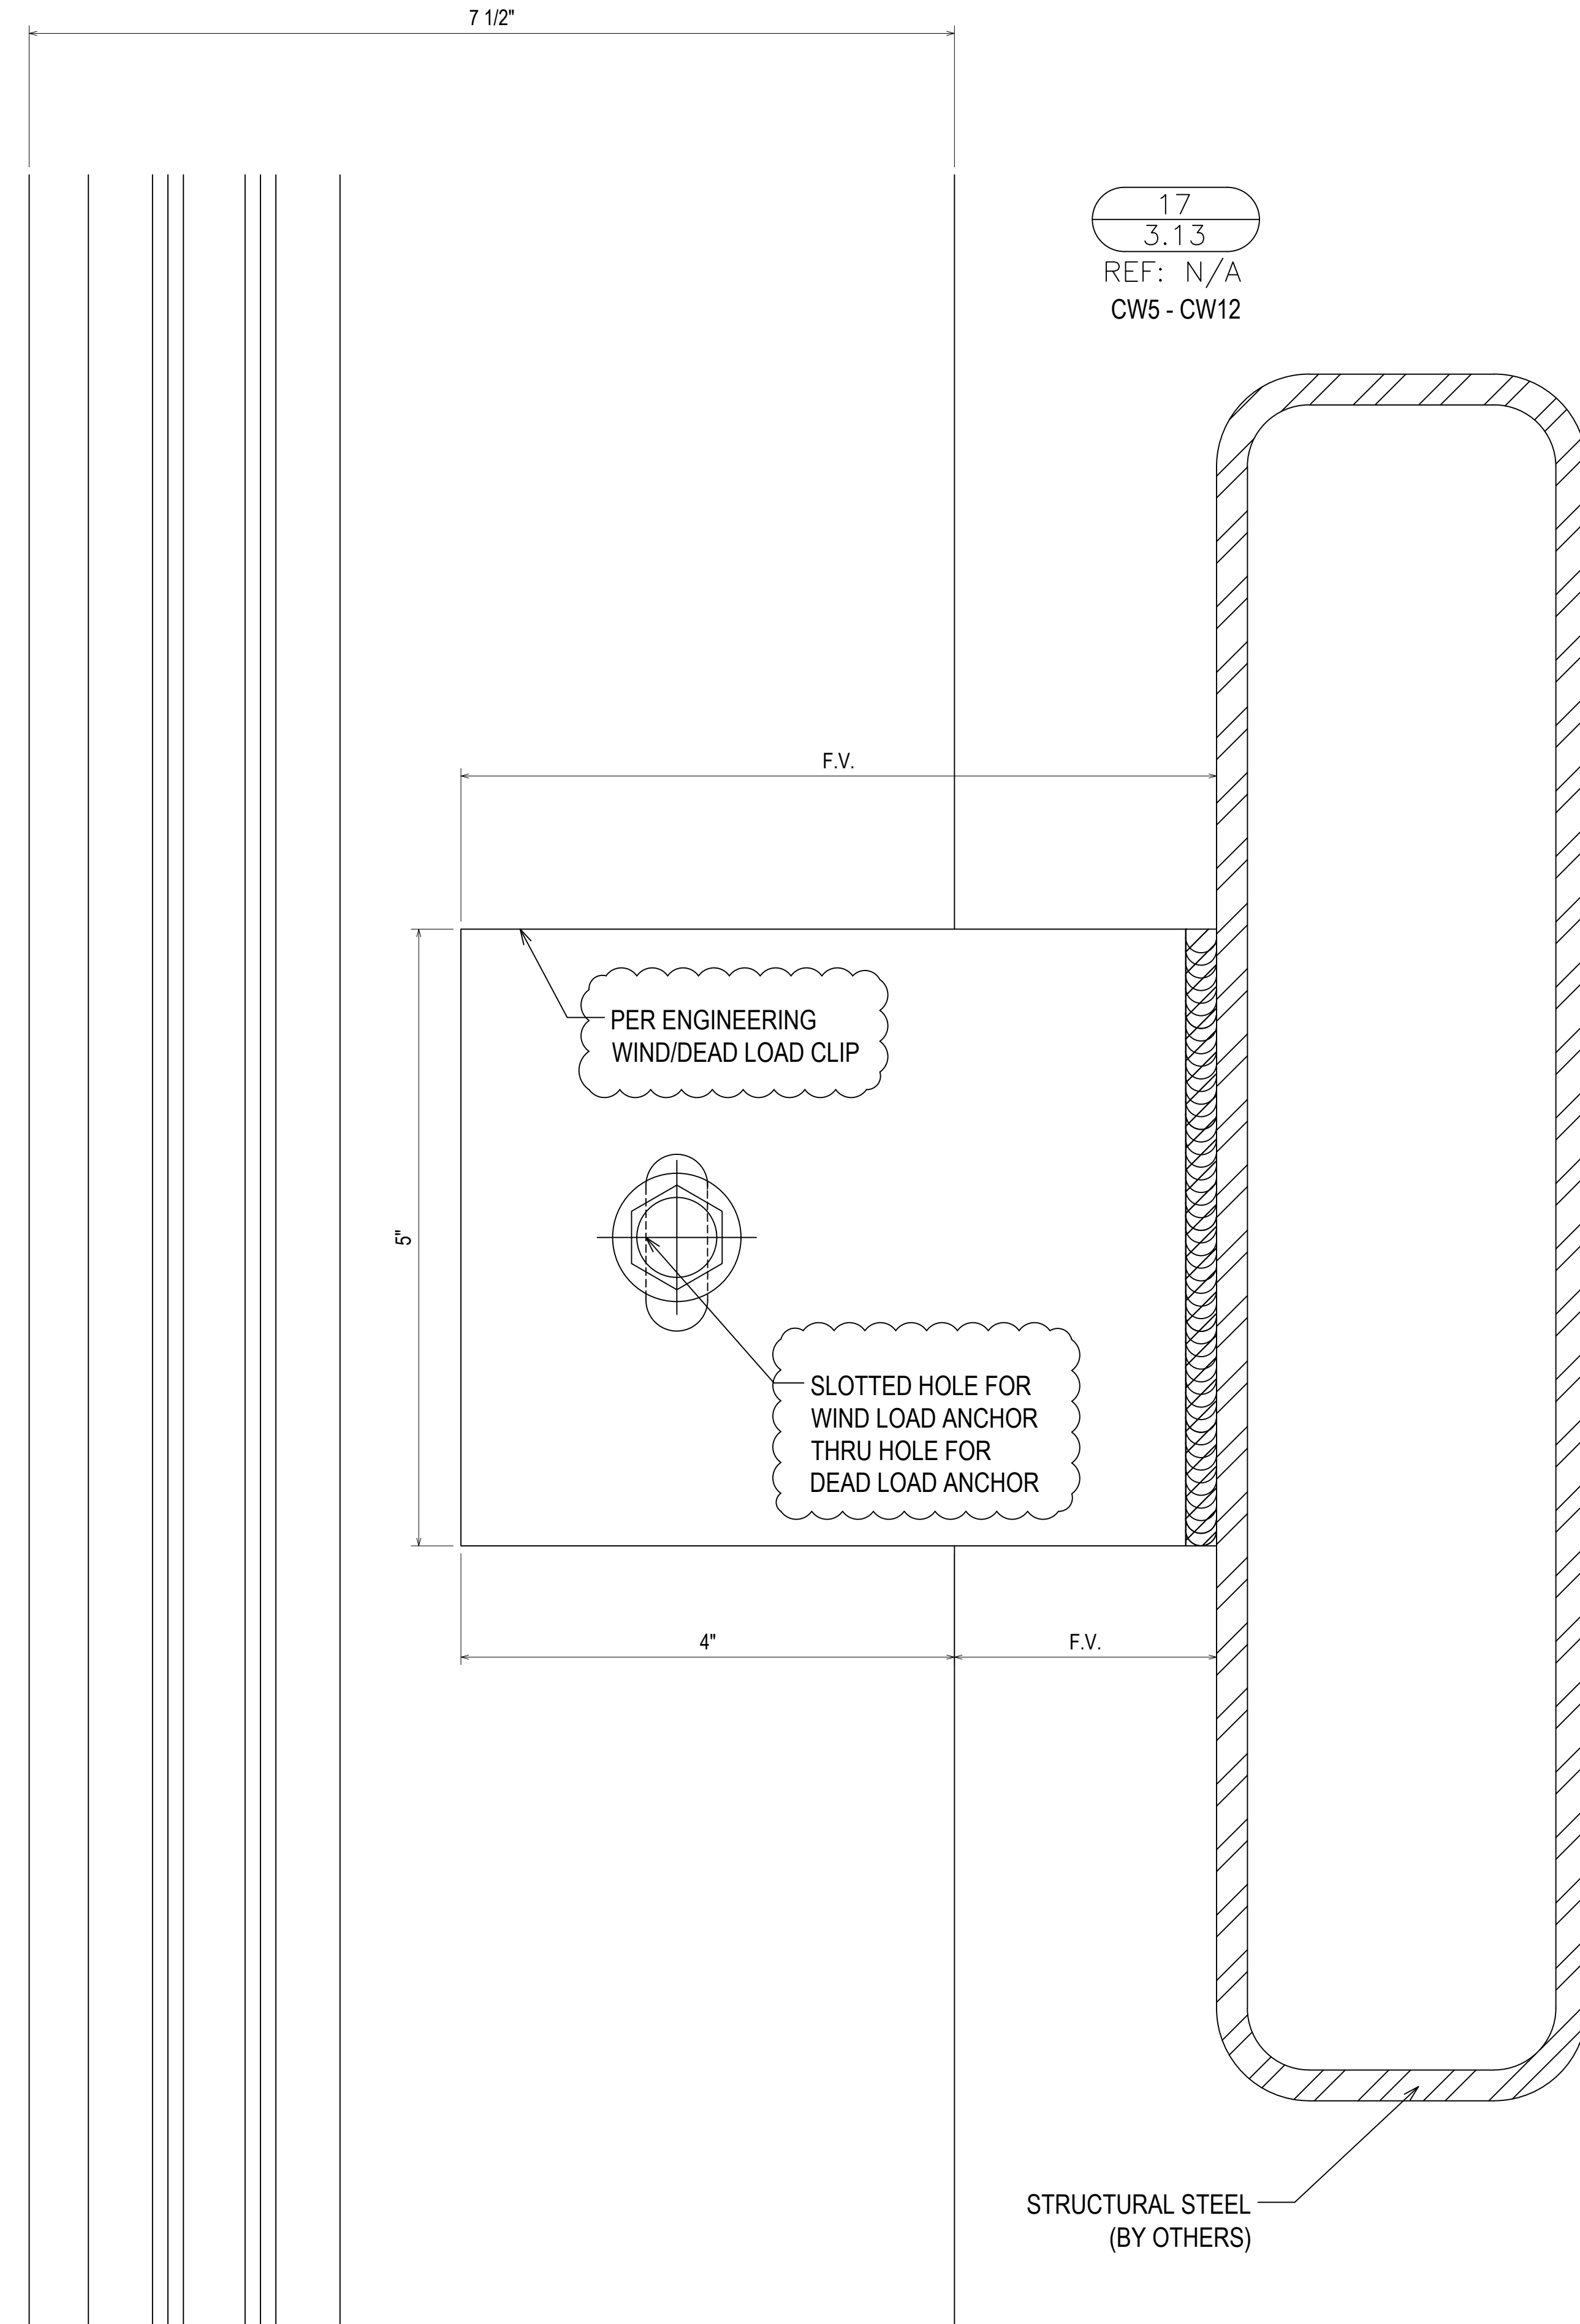 7 1/2"
17
3.13
REF: N/A
CW5 - CW12
F.V.
PER ENGINEERING
WIND/DEAD LOAD CLIP
5"
SLOTTED HOLE FOR
WIND LOAD ANCHOR
THRU HOLE FOR
DEAD LOAD ANCHOR
4"
F.V.
STRUCTURAL STEEL
(BY OTHERS)